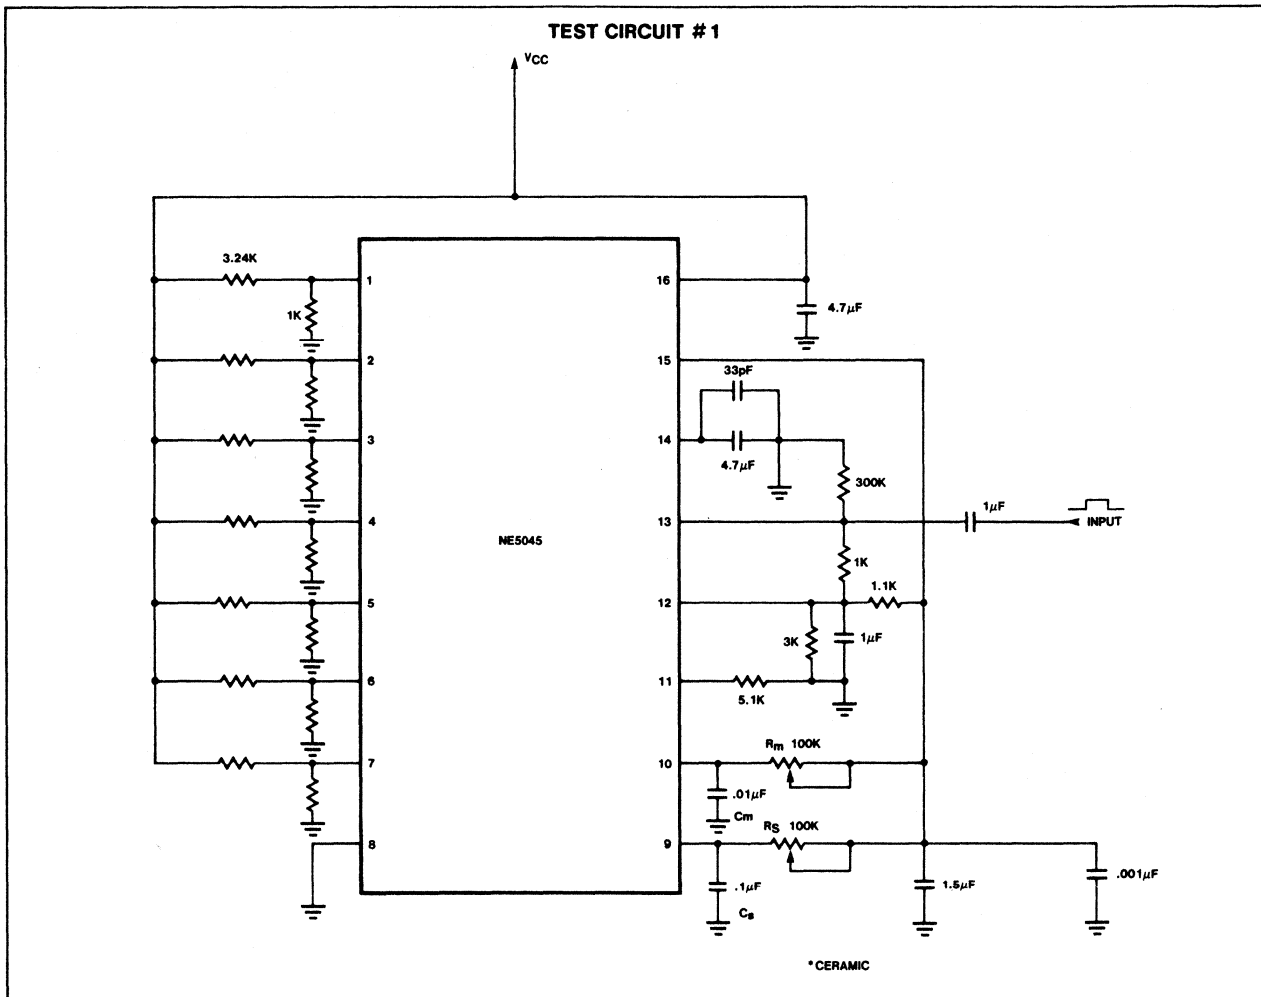 TEST CIRCUIT #1
VCC
3.24K
1
16
1K
4.7µF
2
15
33pF
3
14
4.7µF
300K
4
13
1µF
INPUT
NE5045
1K
1.1K
5
12
3K
1µF
6
11
5.1K
Rm 100K
7
10
.01µF
Cm
RS 100K
8
9
.1µF
1.5µF
.001µF
Cs
*CERAMIC